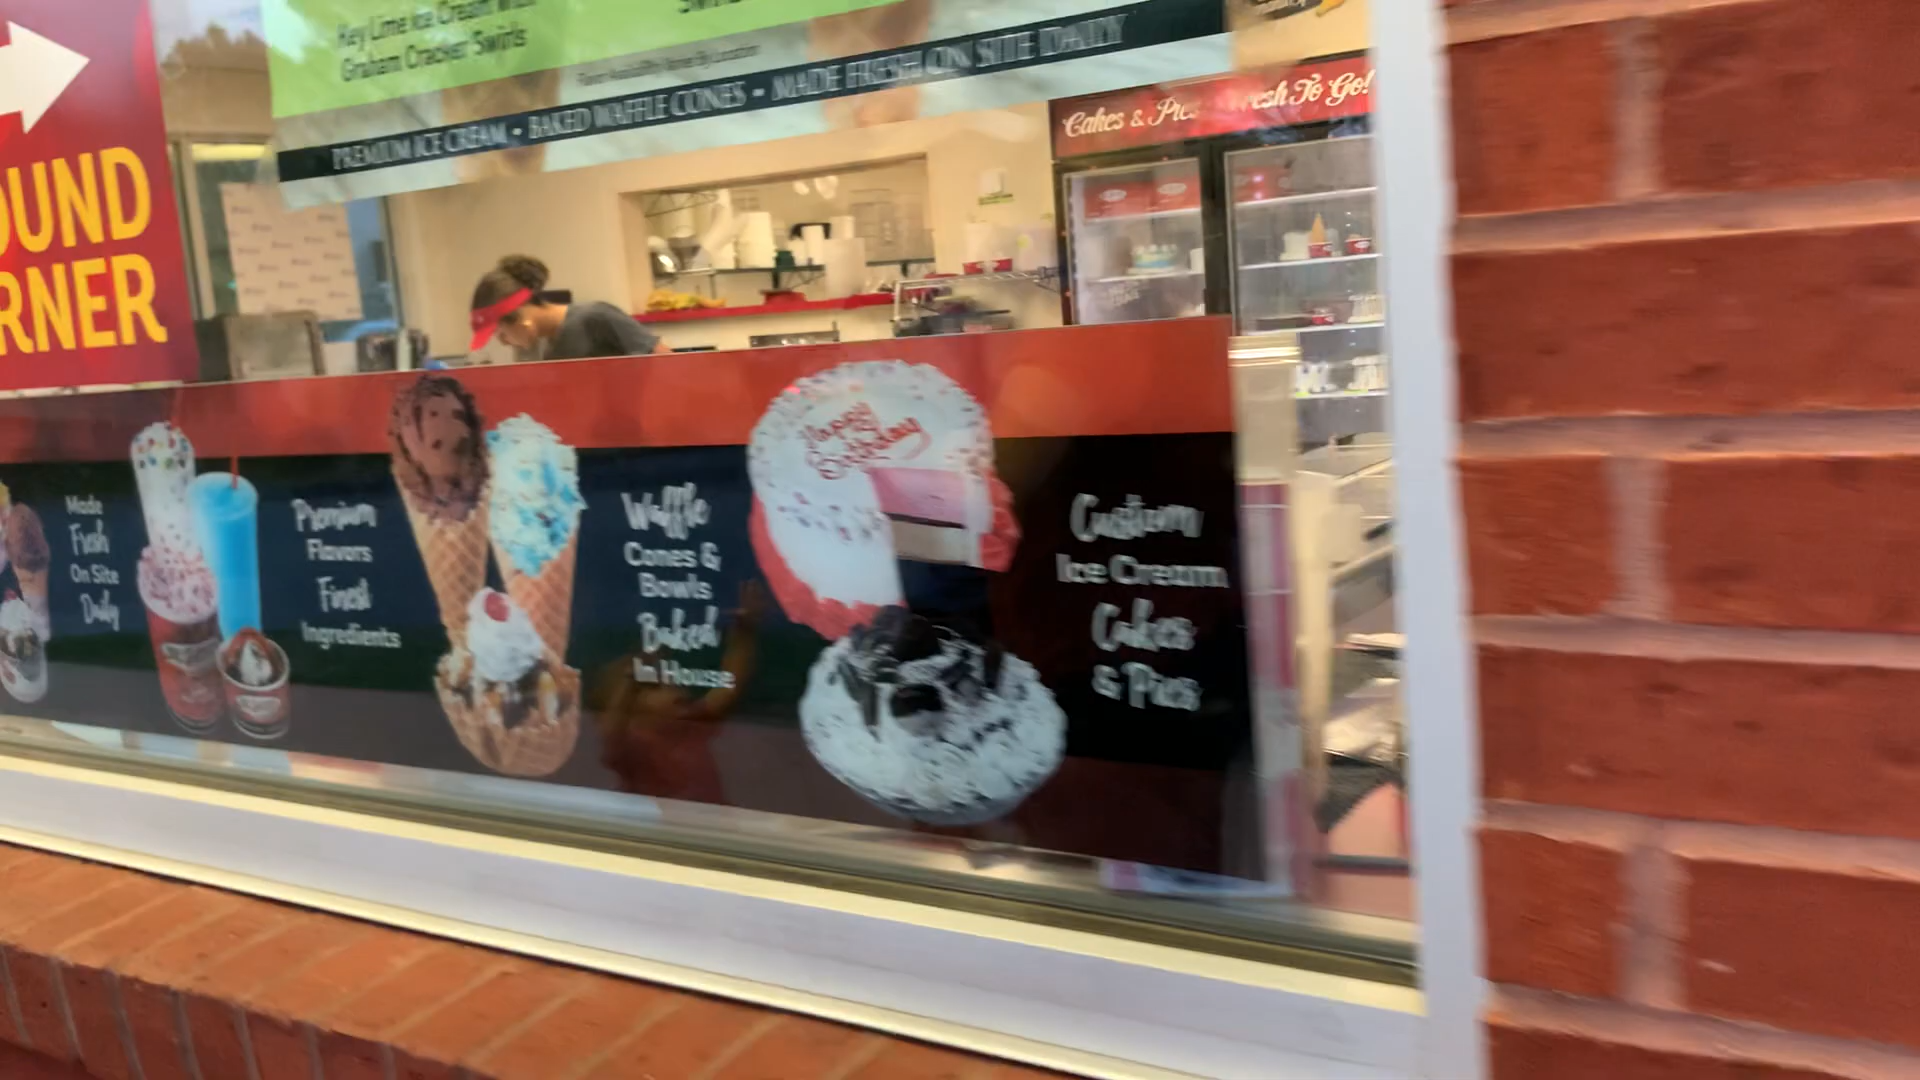 Key Lime Ice Cream With
Graham Cracker Swirls
PREMIUM ICE CREAM • BAKED WAFFLE CONES • MADE FRESH ON SITE DAILY
Cakes & Pies Fresh To Go!
OUND
RNER
Made
Fresh
On Site
Daily
Premium
Flavors
Finest
Ingredients
Waffle
Cones &
Bowls
Baked
In House
Happy
Birthday
Custom
Ice Cream
Cakes
& Pies